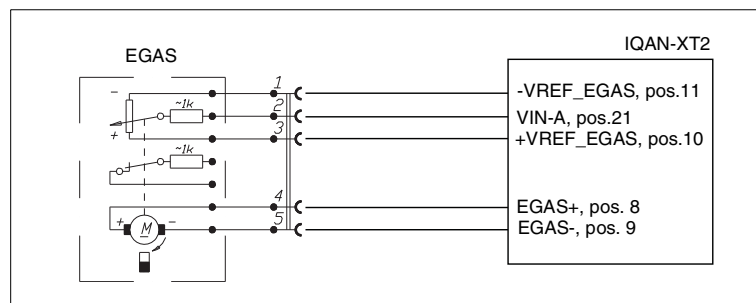 EGAS
IQAN-XT2
1
-VREF_EGAS, pos.11
-
~1k
2
VIN-A, pos.21
+
3
+VREF_EGAS, pos.10
~1k
4
EGAS+, pos. 8
+ M -
5
EGAS-, pos. 9